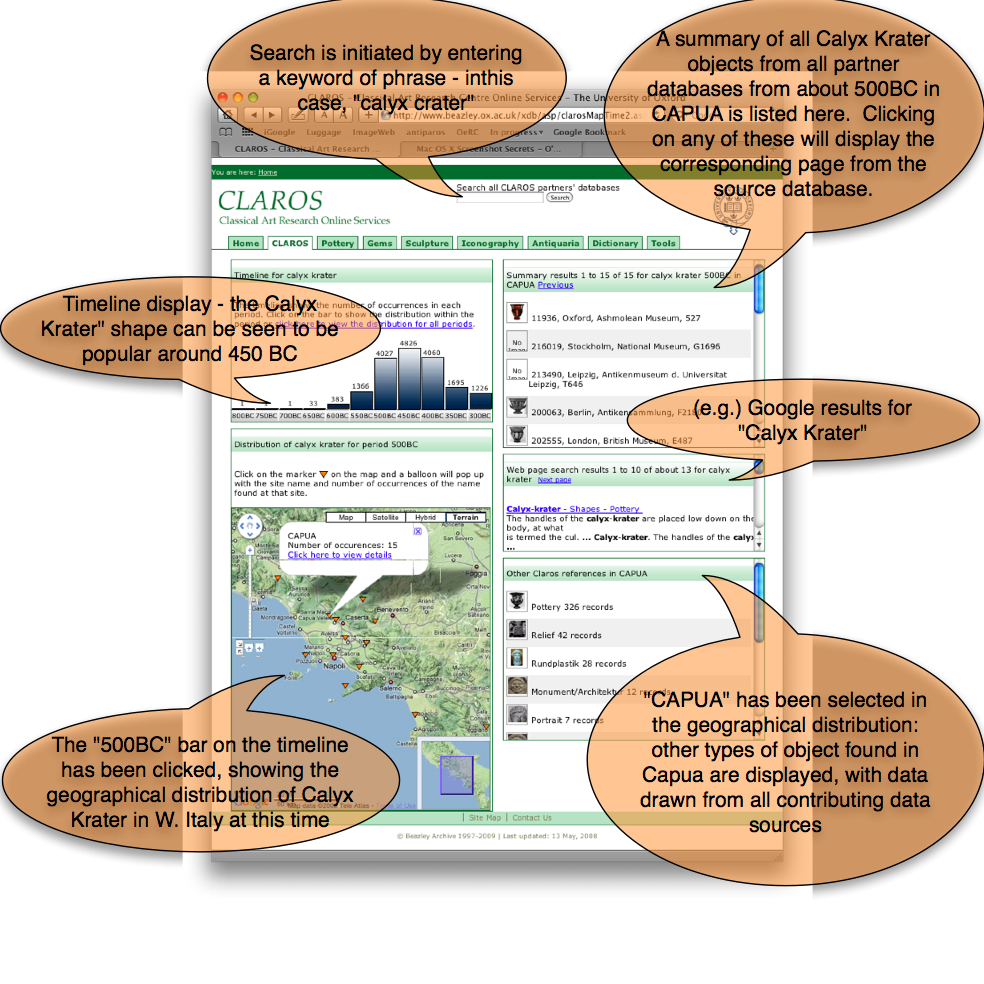 Search is initiated by entering
a keyword of phrase - inthis
case, "calyx crater"
A summary of all Calyx Krater
objects from all partner
databases from about 500BC in
CAPUA is listed here. Clicking
on any of these will display the
corresponding page from the
source database.
CLAROS – Classical Art Research Centre Online Services – The University of Oxford
http://www.beazley.ox.ac.uk/xdb/asp/clarosMapTime2.as
iGoogle Luggage ImageWeb antiparos OeRC In progress▾ Google Bookmark
CLAROS – Classical Art Research ...
Mac OS X Screenshot Secrets – O'...
You are here: Home
CLAROS
Classical Art Research Online Services
Search all CLAROS partners' databases
Search
Home CLAROS Pottery Gems Sculpture Iconography Antiquaria Dictionary Tools
Timeline for calyx krater
the number of occurrences in each
period. Click on the bar to show the distribution within the
period or click here to view the distribution for all periods.
Timeline display - the Calyx
Krater" shape can be seen to be
popular around 450 BC
1 1 1 33 383 1366 4027 4826 4060 1695 1226
800BC 750BC 700BC 650BC 600BC 550BC 500BC 450BC 400BC 350BC 300BC
Distribution of calyx krater for period 500BC
Click on the marker on the map and a balloon will pop up
with the site name and number of occurrences of the name
found at that site.
Map Satellite Hybrid Terrain
CAPUA
Number of occurences: 15
Click here to view details
Benevento
Caserta
Napoli
Salerno
Foggia
Lucera
Gaeta
Avellino
Pozzuoli
Battipaglia
The "500BC" bar on the timeline
has been clicked, showing the
geographical distribution of Calyx
Krater in W. Italy at this time
Summary results 1 to 15 of 15 for calyx krater 500BC in
CAPUA Previous
11936, Oxford, Ashmolean Museum, 527
No
216019, Stockholm, National Museum, G1696
No
213490, Leipzig, Antikenmuseum d. Universitat
Leipzig, T646
200063, Berlin, Antikensammlung,
202555, London, British Museum, E487
(e.g.) Google results for
"Calyx Krater"
Web page search results 1 to 10 of about 13 for calyx
krater Next page
Calyx-krater - Shapes - Pottery
The handles of the calyx-krater are placed low down on the
body, at what
is termed the cul. ... Calyx-krater. The handles of the calyx
...
Other Claros references in CAPUA
Pottery 326 records
Relief 42 records
Rundplastik 28 records
Monument/Architektur 12 records
Portrait 7 records
"CAPUA" has been selected in
the geographical distribution:
other types of object found in
Capua are displayed, with data
drawn from all contributing data
sources
Site Map | Contact Us
© Beazley Archive 1997-2009 | Last updated: 13 May, 2008